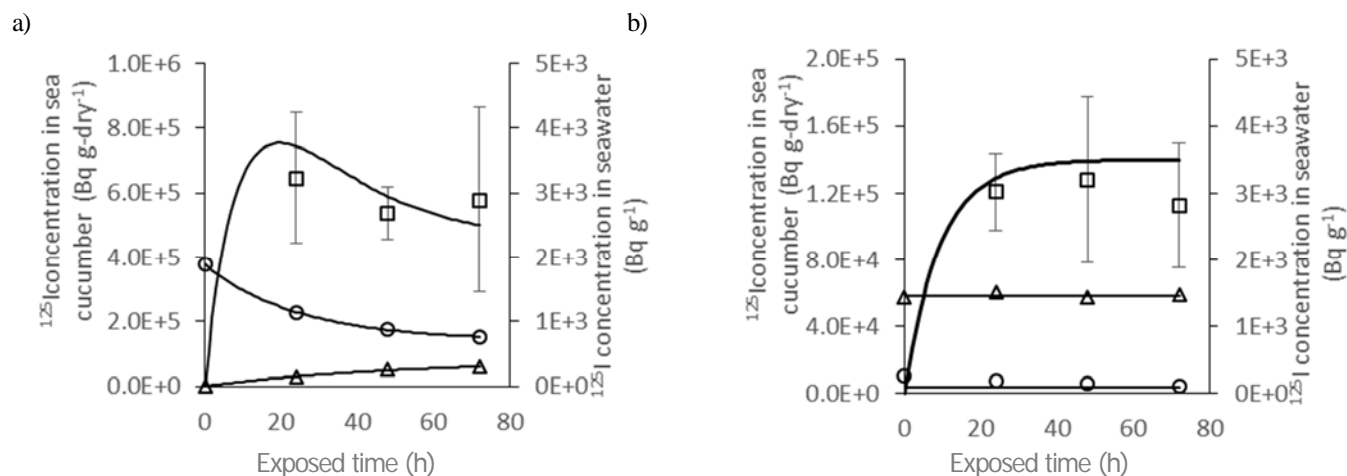 a)
¹²⁵Iconcentration in sea
cucumber (Bq g-dry⁻¹)
1.0E+6
8.0E+5
6.0E+5
4.0E+5
2.0E+5
0.0E+0
5E+3
4E+3
3E+3
2E+3
1E+3
0E+0
¹²⁵I concentration in seawater
(Bq g⁻¹)
0
20
40
60
80
Exposed time (h)
b)
¹²⁵Iconcentration in sea
cucumber (Bq g-dry⁻¹)
2.0E+5
1.6E+5
1.2E+5
8.0E+4
4.0E+4
0.0E+0
5E+3
4E+3
3E+3
2E+3
1E+3
0E+0
¹²⁵I concentration in seawater
(Bq g⁻¹)
0
20
40
60
80
Exposed time (h)